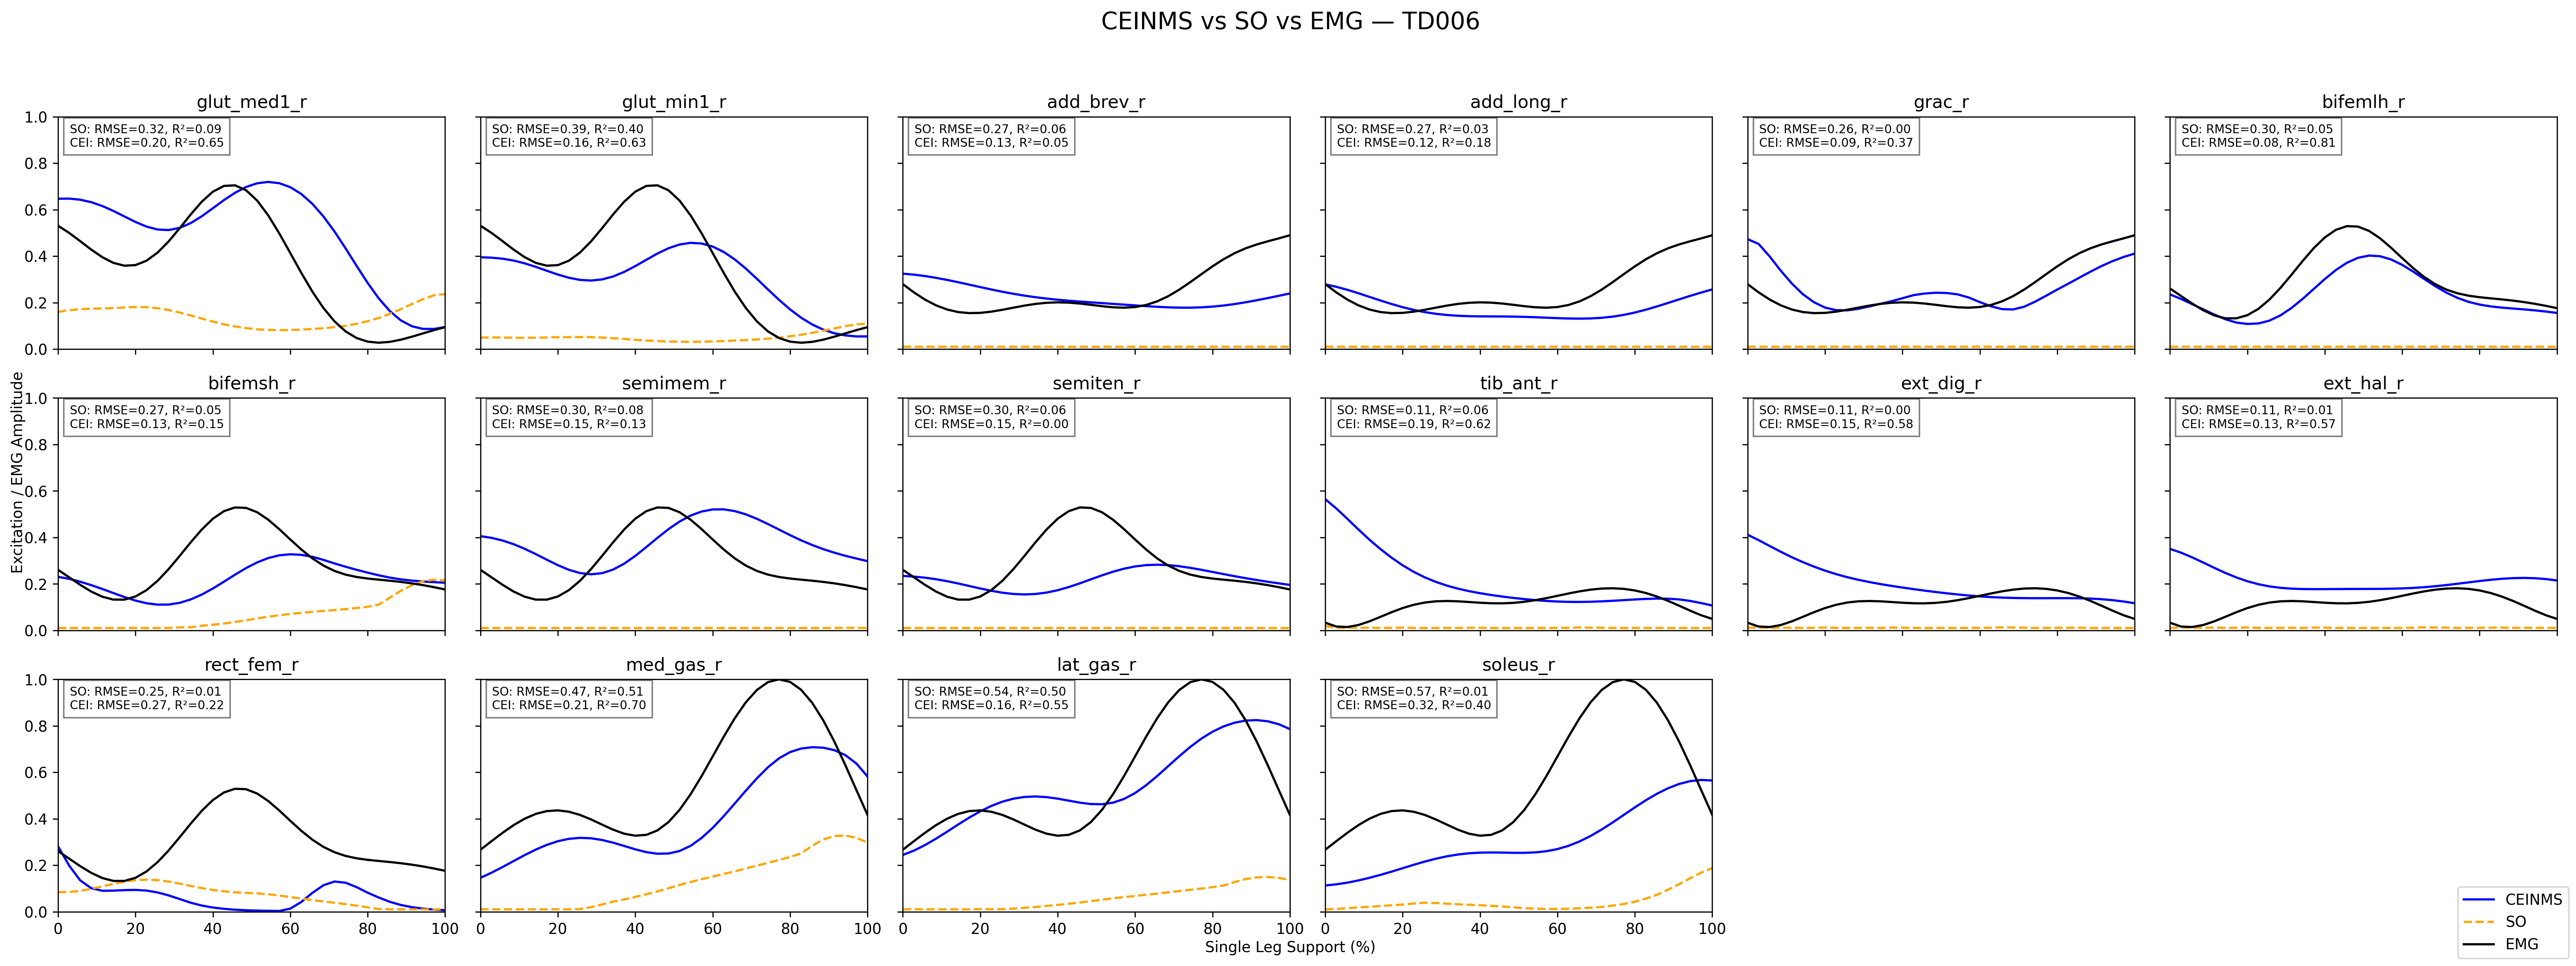 CEINMS vs SO vs EMG — TD006
glut_med1_r
SO: RMSE=0.32, R²=0.09
CEI: RMSE=0.20, R²=0.65
1.0
0.8
0.6
0.4
0.2
0.0
glut_min1_r
SO: RMSE=0.39, R²=0.40
CEI: RMSE=0.16, R²=0.63
add_brev_r
SO: RMSE=0.27, R²=0.06
CEI: RMSE=0.13, R²=0.05
add_long_r
SO: RMSE=0.27, R²=0.03
CEI: RMSE=0.12, R²=0.18
grac_r
SO: RMSE=0.26, R²=0.00
CEI: RMSE=0.09, R²=0.37
bifemlh_r
SO: RMSE=0.30, R²=0.05
CEI: RMSE=0.08, R²=0.81
Excitation / EMG Amplitude
bifemsh_r
SO: RMSE=0.27, R²=0.05
CEI: RMSE=0.13, R²=0.15
1.0
0.8
0.6
0.4
0.2
0.0
semimem_r
SO: RMSE=0.30, R²=0.08
CEI: RMSE=0.15, R²=0.13
semiten_r
SO: RMSE=0.30, R²=0.06
CEI: RMSE=0.15, R²=0.00
tib_ant_r
SO: RMSE=0.11, R²=0.06
CEI: RMSE=0.19, R²=0.62
ext_dig_r
SO: RMSE=0.11, R²=0.00
CEI: RMSE=0.15, R²=0.58
ext_hal_r
SO: RMSE=0.11, R²=0.01
CEI: RMSE=0.13, R²=0.57
rect_fem_r
SO: RMSE=0.25, R²=0.01
CEI: RMSE=0.27, R²=0.22
1.0
0.8
0.6
0.4
0.2
0.0
0 20 40 60 80 100
med_gas_r
SO: RMSE=0.47, R²=0.51
CEI: RMSE=0.21, R²=0.70
0 20 40 60 80 100
lat_gas_r
SO: RMSE=0.54, R²=0.50
CEI: RMSE=0.16, R²=0.55
0 20 40 60 80 100
soleus_r
SO: RMSE=0.57, R²=0.01
CEI: RMSE=0.32, R²=0.40
0 20 40 60 80 100
Single Leg Support (%)
CEINMS
SO
EMG